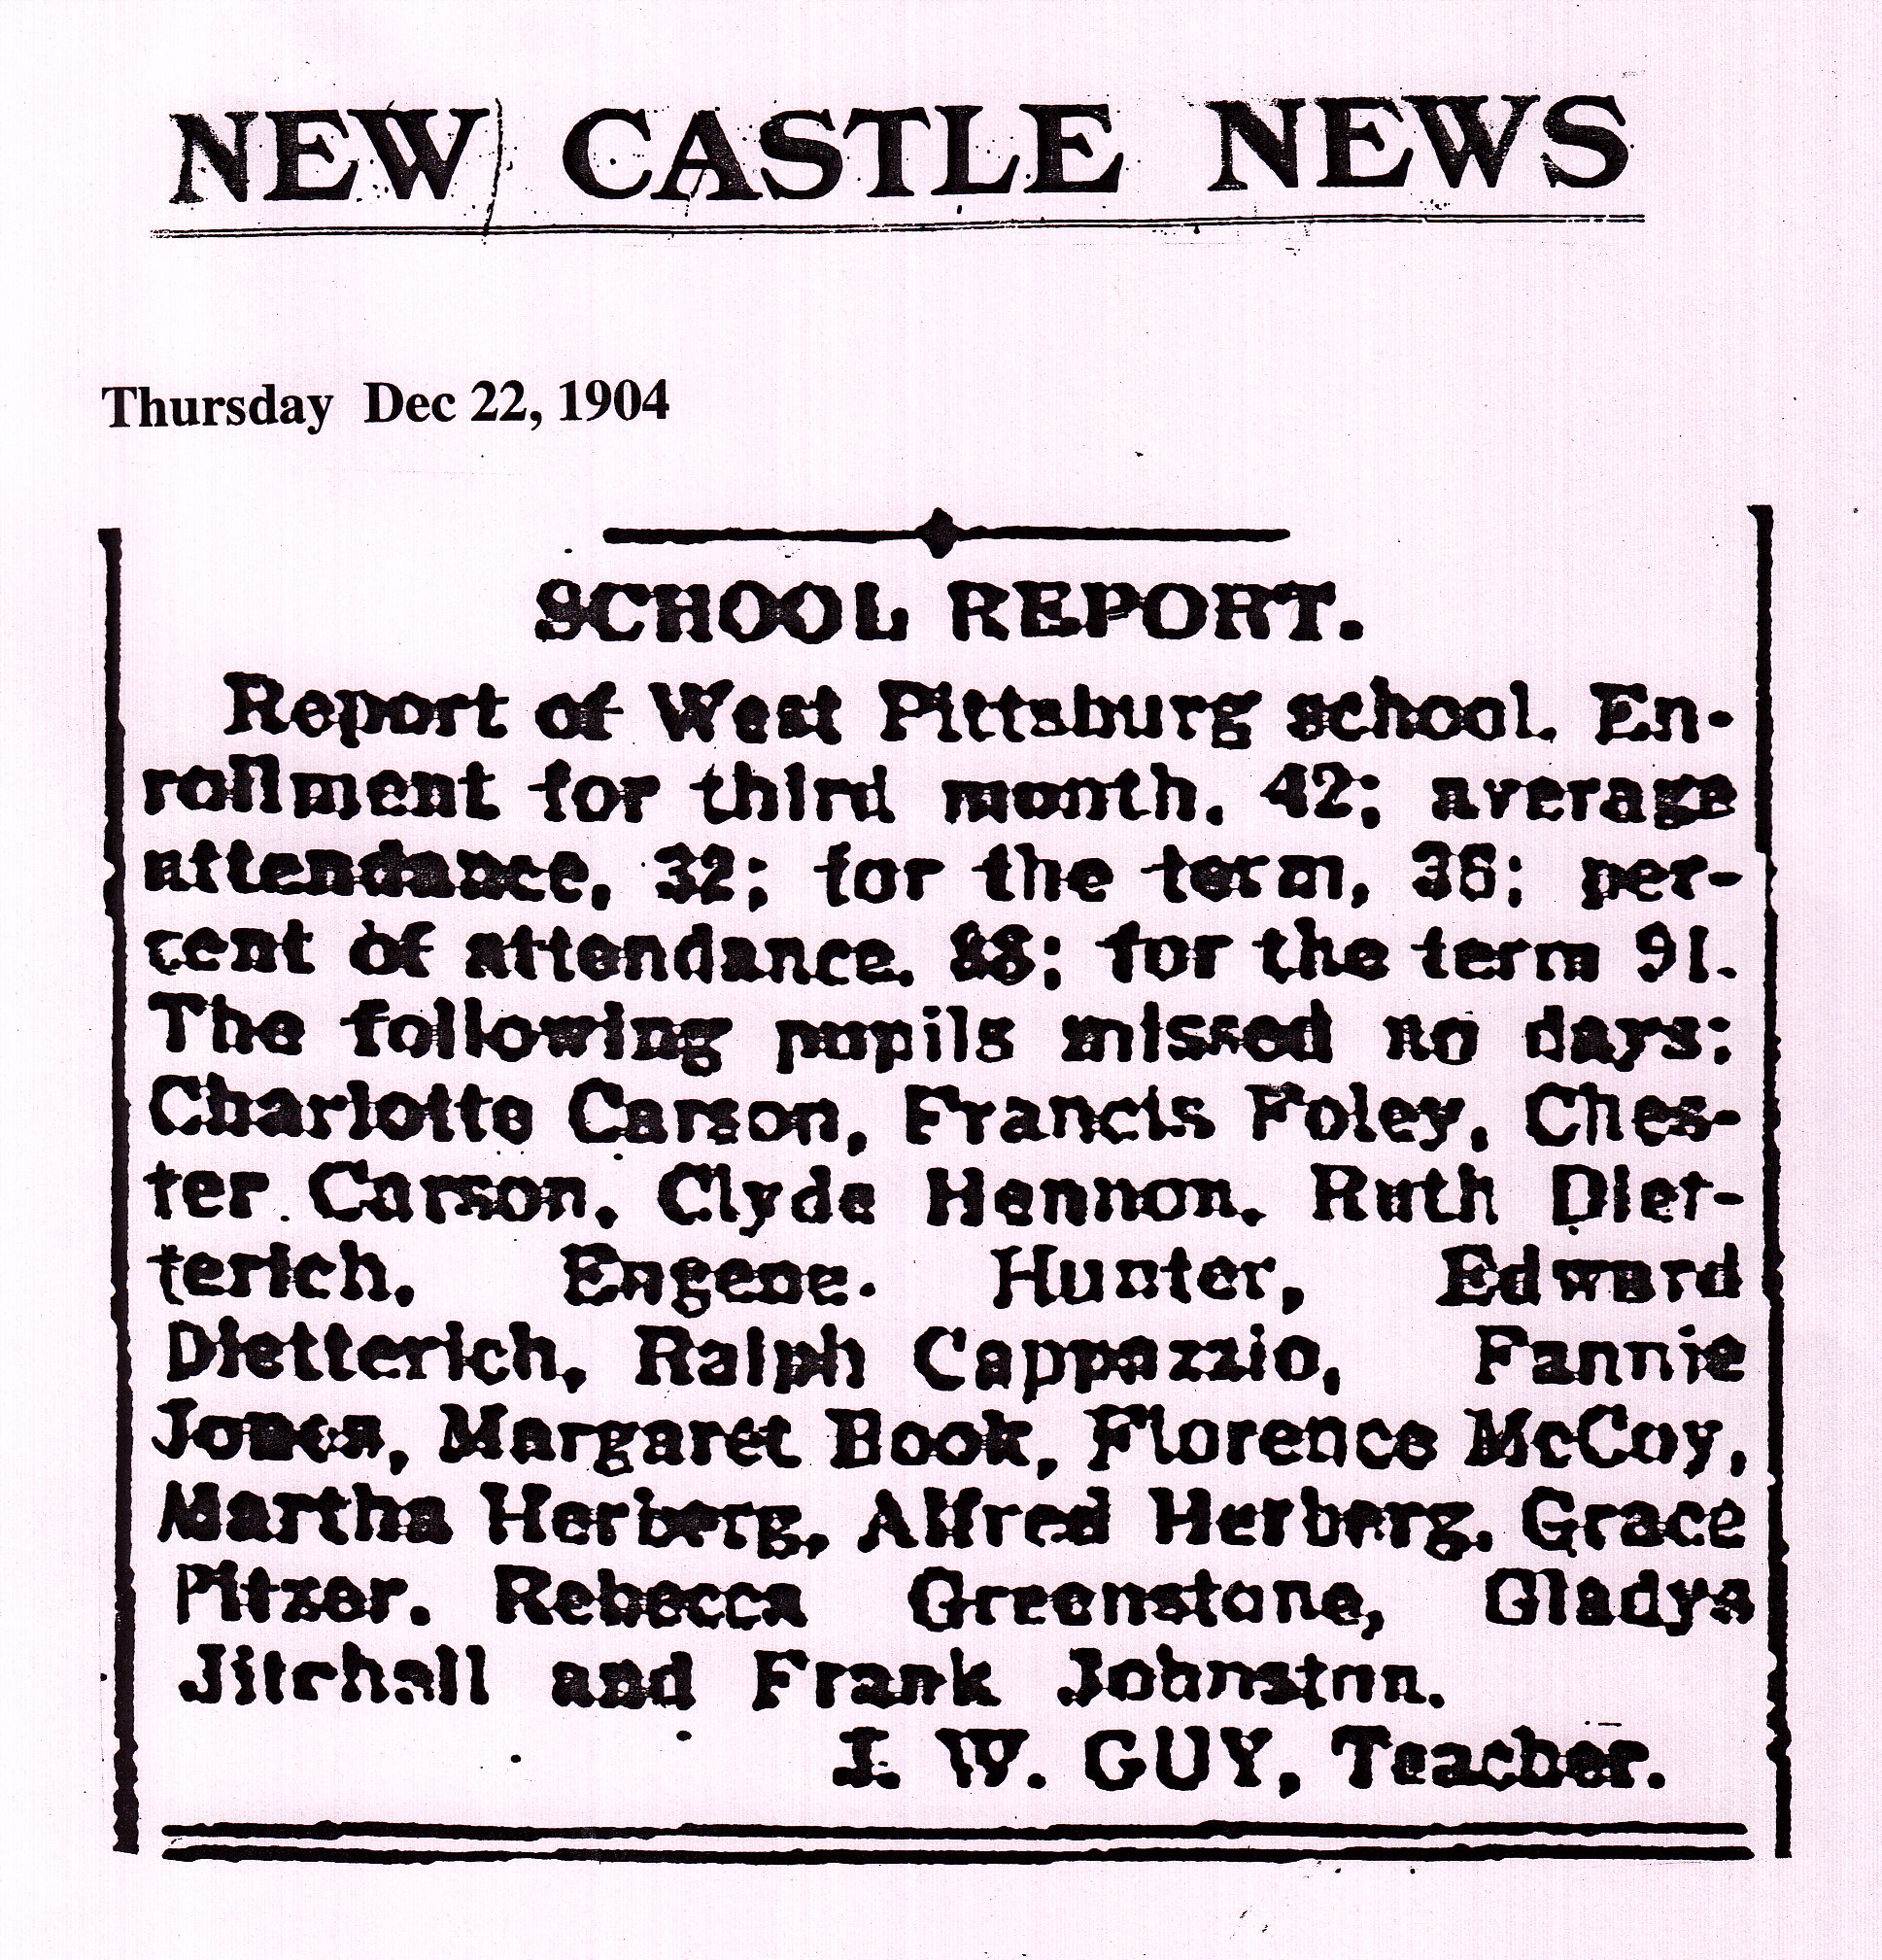 NEW CASTLE NEWS
Thursday Dec 22, 1904
SCHOOL REPORT.
Report of West Pittsburg school. En-
rollment for third month, 42; average
attendance, 32; for the term, 36; per-
cent of attendance, 88; for the term 91.
The following pupils missed no days:
Charlotte Carson, Francis Foley, Ches-
ter Carson, Clyde Hennon, Ruth Diet-
terich, Eugene Hunter, Edward
Dietterich, Ralph Cappazzio, Fannie
Jones, Margaret Book, Florence McCoy,
Martha Herberg, Alfred Herberg, Grace
Pitzer, Rebecca Greenstone, Gladys
and Frank Johnston.
J. W. GUY, Teacher.